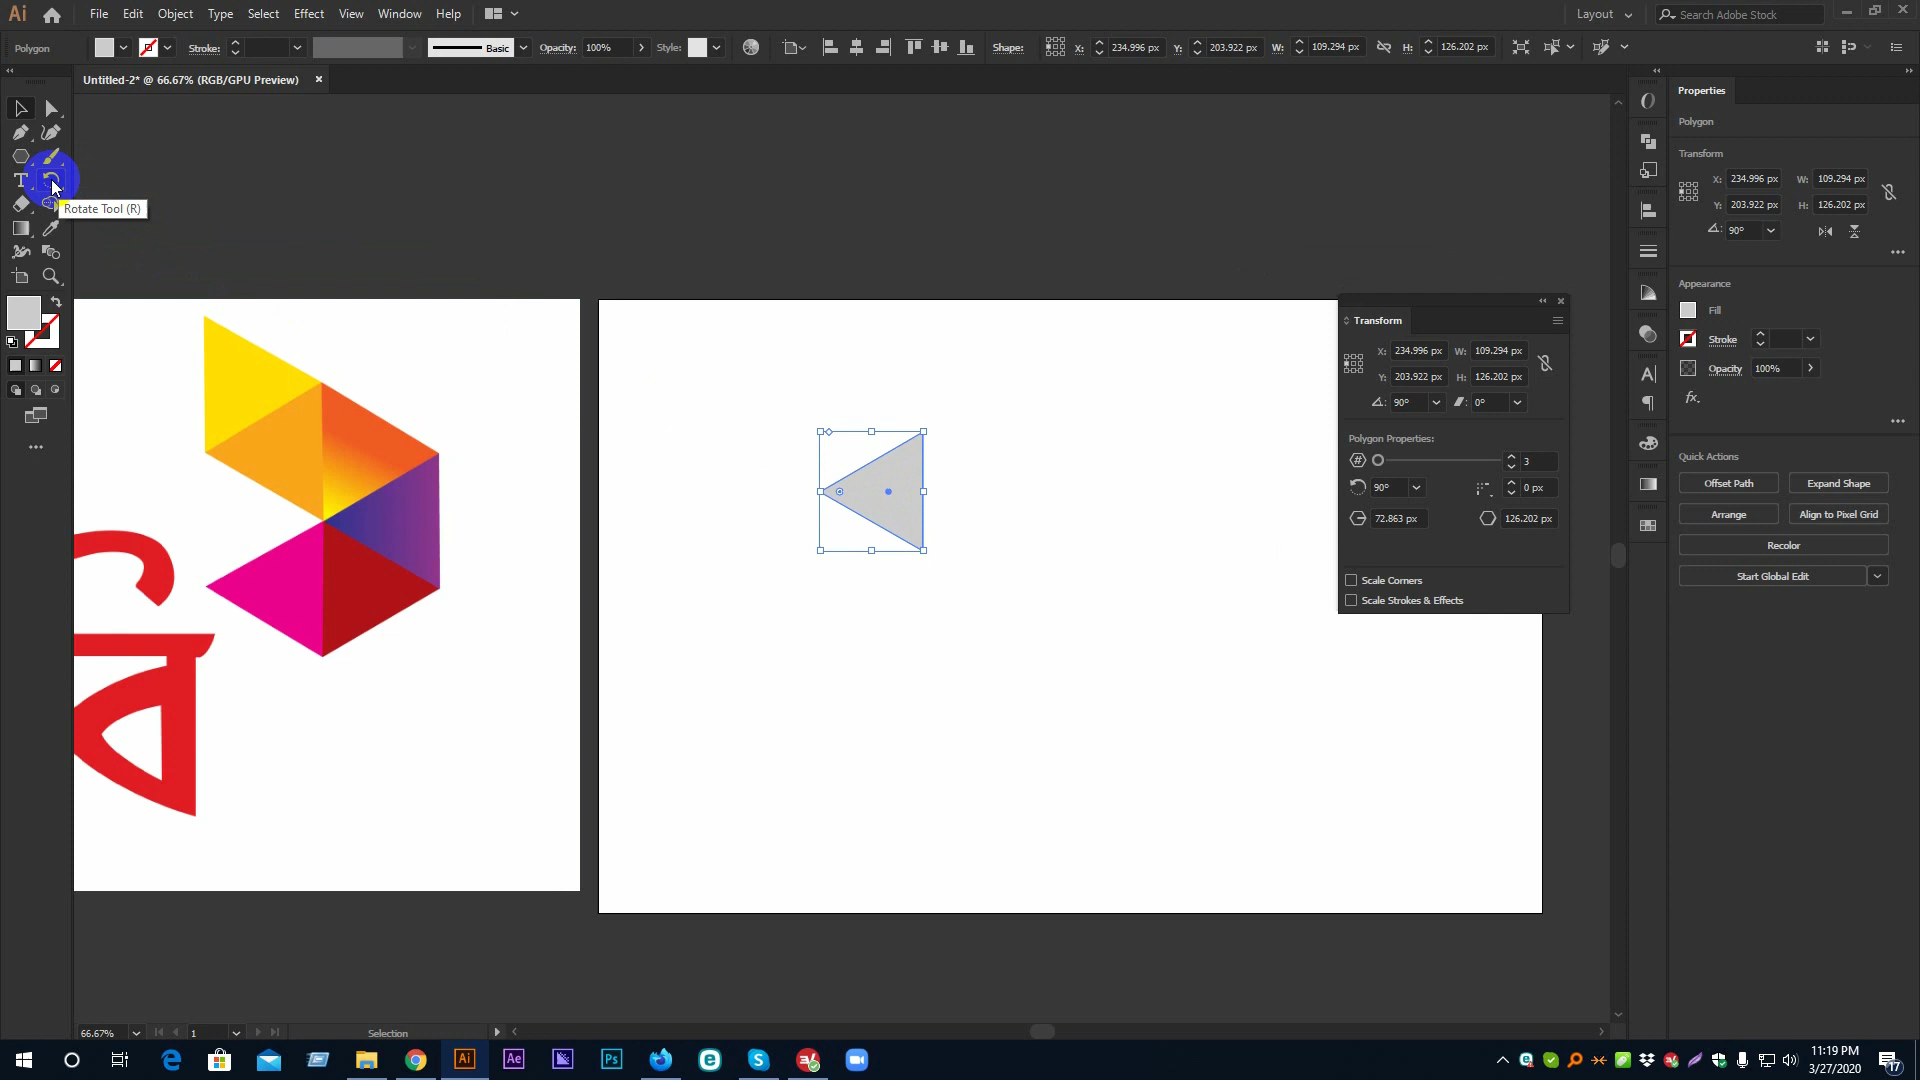 Ai File Edit Object Select Type Effect View Window Help Layout Search Adobe Stock
Polygon Stroke: Basic Opacity: 100% Style: Shape: X: 234.996 px Y: 203.922 px W: 109.294 px H: 126.202 px
Untitled-2* @ 66.67% (RGB/GPU Preview)
Rotate Tool (R)
বি
Transform
X: 234.996 px W: 109.294 px
Y: 203.922 px H: 126.202 px
90° 0°
Polygon Properties:
3
90° 0 px
72.863 px 126.202 px
Scale Corners
Scale Strokes & Effects
Properties
Polygon
Transform
X: 234.996 px W: 109.294 px
Y: 203.922 px H: 126.202 px
90°
Appearance
Fill
Stroke
Opacity 100%
fx.
Quick Actions
Offset Path Expand Shape
Arrange Align to Pixel Grid
Recolor
Start Global Edit
66.67% 1 Selection
Ai Ae Ps
11:19 PM
3/27/2020
17